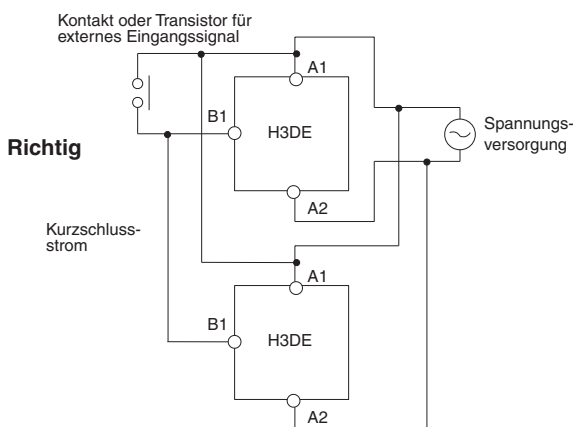 Kontakt oder Transistor für
externes Eingangssignal
A1
B1
H3DE
Spannungs-
versorgung
Richtig
A2
Kurzschluss-
strom
A1
B1
H3DE
A2